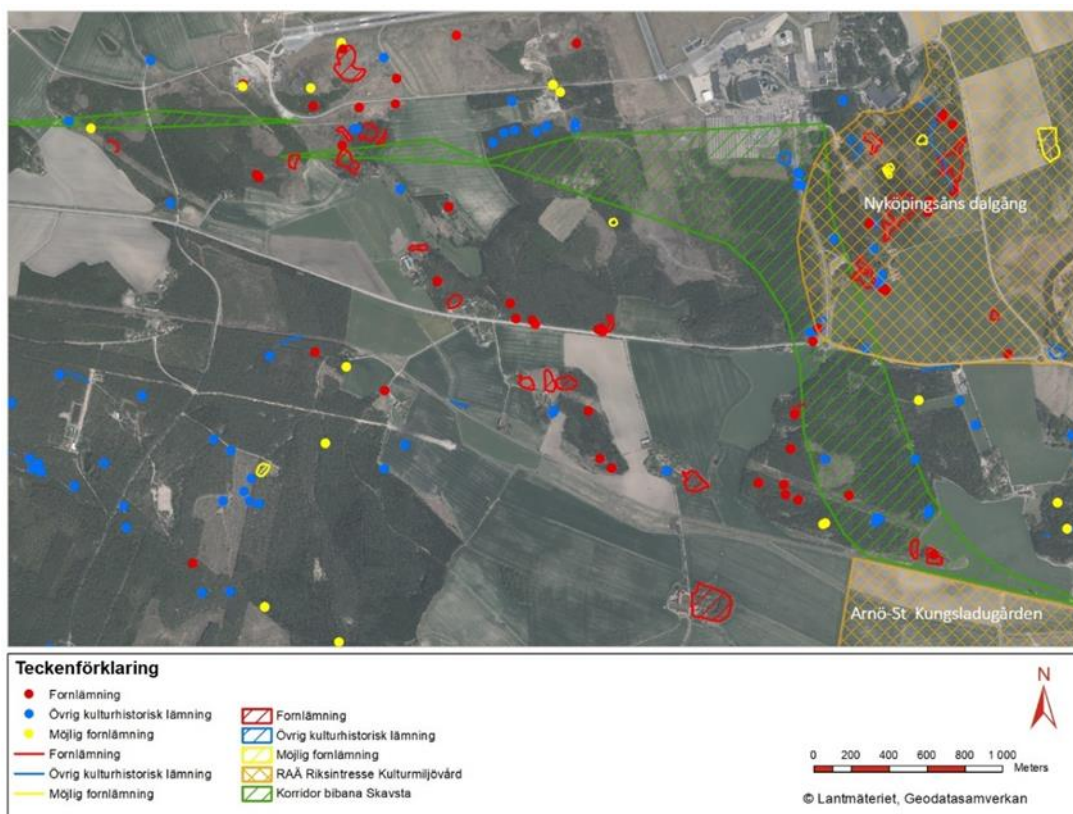 Nyköpingsåns dalgång
Arnö-St Kungsladugården
Teckenförklaring
Fornlämning
Övrig kulturhistorisk lämning
Möjlig fornlämning
Fornlämning
Övrig kulturhistorisk lämning
Möjlig fornlämning
Fornlämning
Övrig kulturhistorisk lämning
Möjlig fornlämning
RAÄ Riksintresse Kulturmiljövård
Korridor bibana Skavsta
N
0 200 400 600 800 1 000
Meters
© Lantmäteriet, Geodatasamverkan